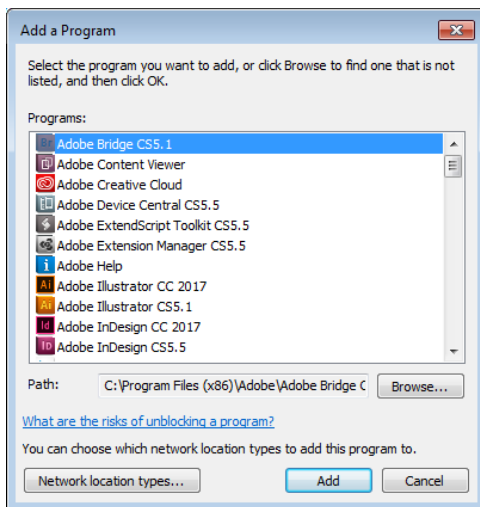 Add a Program
Select the program you want to add, or click Browse to find one that is not
listed, and then click OK.
Programs:
Br Adobe Bridge CS5.1
Adobe Content Viewer
Adobe Creative Cloud
Adobe Device Central CS5.5
Adobe ExtendScript Toolkit CS5.5
Adobe Extension Manager CS5.5
i Adobe Help
Ai Adobe Illustrator CC 2017
Ai Adobe Illustrator CS5.1
Id Adobe InDesign CC 2017
ID Adobe InDesign CS5.5
Path: C:\Program Files (x86)\Adobe\Adobe Bridge C Browse...
What are the risks of unblocking a program?
You can choose which network location types to add this program to.
Network location types... Add Cancel